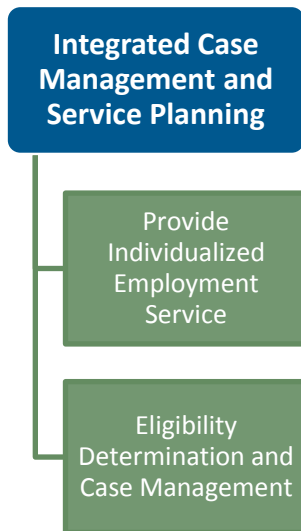 Integrated Case
Management and
Service Planning
Provide
Individualized
Employment
Service
Eligibility
Determination and
Case Management